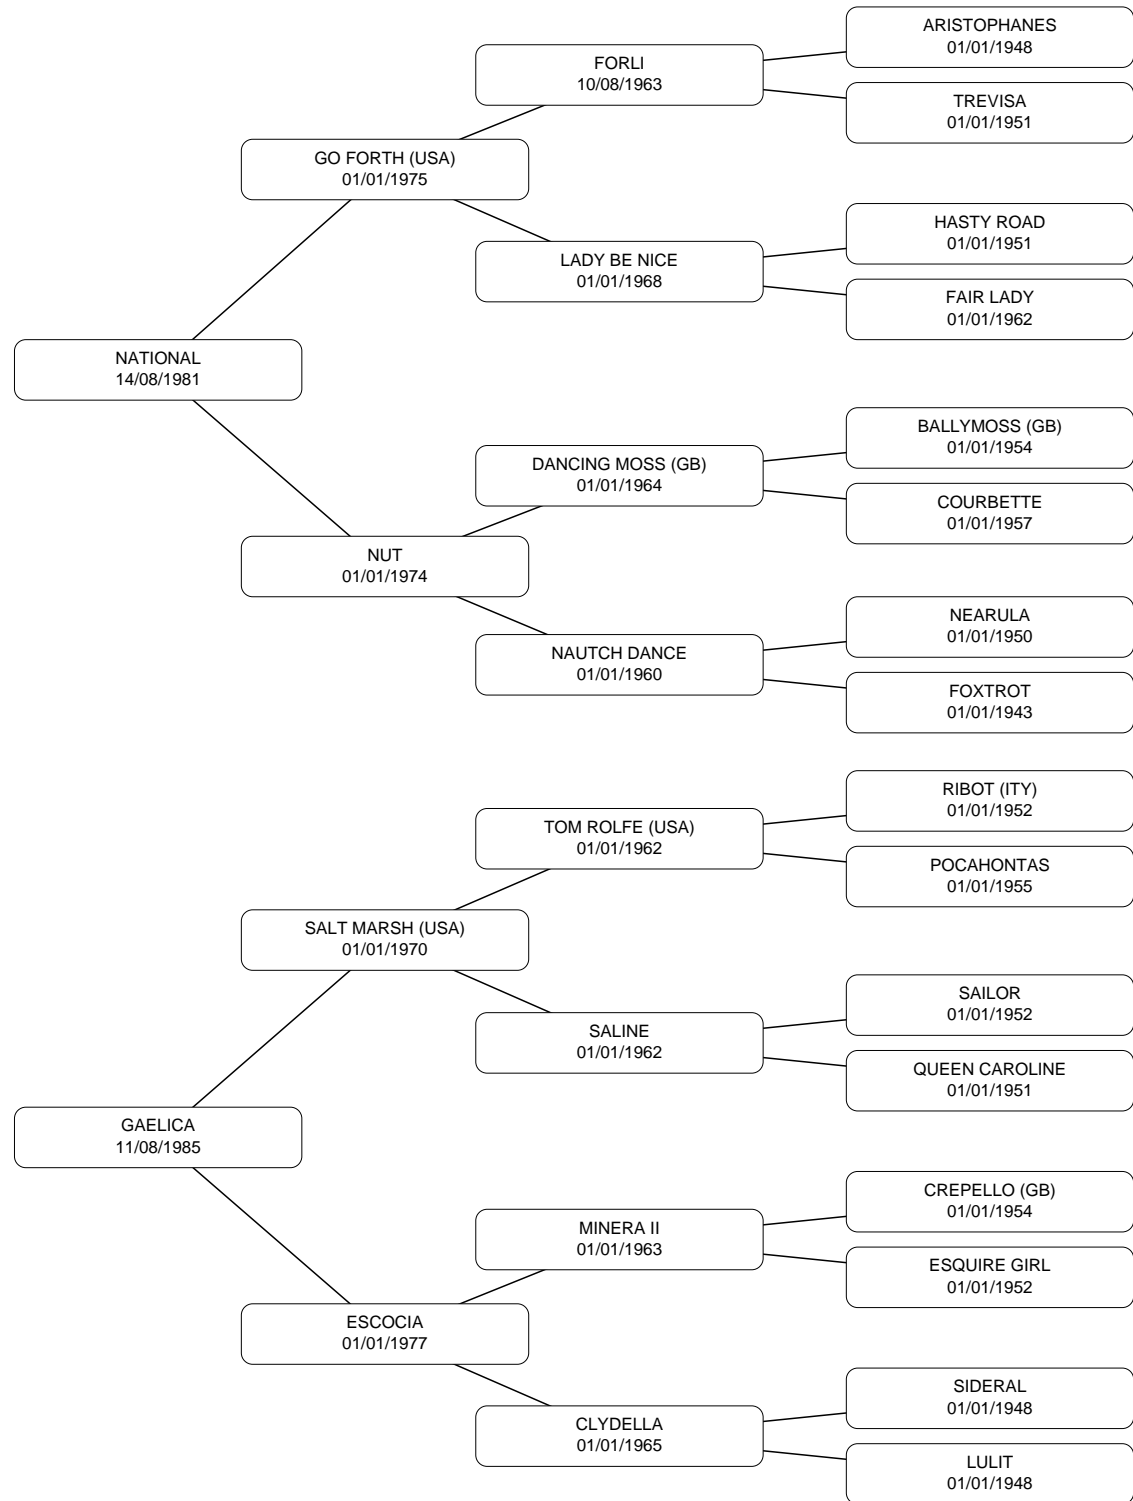 ARISTOPHANES
01/01/1948
FORLI
10/08/1963
TREVISA
01/01/1951
GO FORTH (USA)
01/01/1975
HASTY ROAD
01/01/1951
LADY BE NICE
01/01/1968
FAIR LADY
01/01/1962
NATIONAL
14/08/1981
BALLYMOSS (GB)
01/01/1954
DANCING MOSS (GB)
01/01/1964
COURBETTE
01/01/1957
NUT
01/01/1974
NEARULA
01/01/1950
NAUTCH DANCE
01/01/1960
FOXTROT
01/01/1943
RIBOT (ITY)
01/01/1952
TOM ROLFE (USA)
01/01/1962
POCAHONTAS
01/01/1955
SALT MARSH (USA)
01/01/1970
SAILOR
01/01/1952
SALINE
01/01/1962
QUEEN CAROLINE
01/01/1951
GAELICA
11/08/1985
CREPELLO (GB)
01/01/1954
MINERA II
01/01/1963
ESQUIRE GIRL
01/01/1952
ESCOCIA
01/01/1977
SIDERAL
01/01/1948
CLYDELLA
01/01/1965
LULIT
01/01/1948